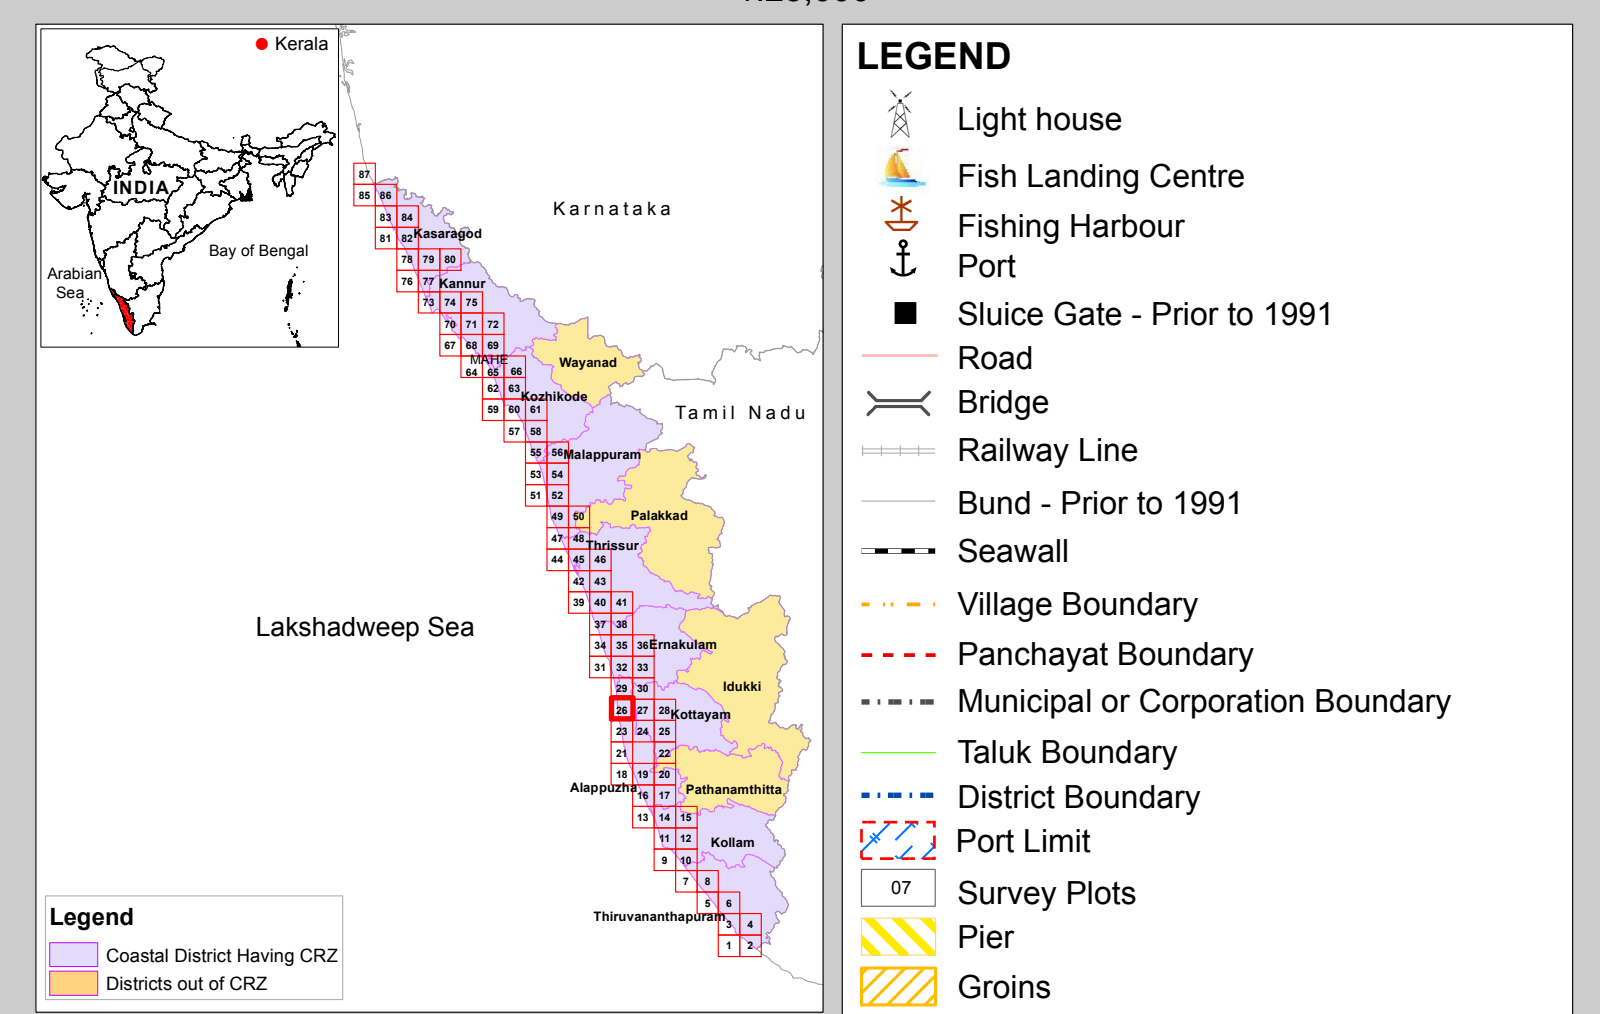 Kerala
INDIA
Bay of Bengal
Arabian
Sea
Karnataka
Tamil Nadu
Lakshadweep Sea
87
85 86
83 84
Kasaragod
81 82
78 79 80
76 77
Kannur
73 74 75
70 71 72
67 68 69
MAHE
64 65 66
Wayanad
62 63
Kozhikode
59 60 61
57 58
55 56
Malappuram
53 54
51 52
49 50
Palakkad
47 48
Thrissur
44 45 46
42 43
39 40 41
37 38
34 35 36
Ernakulam
31 32 33
29 30
Idukki
26 27 28
Kottayam
23 24 25
21 22
18 19 20
Alappuzha
Pathanamthitta
16 17
13 14 15
11 12
Kollam
9 10
7 8
5 6
Thiruvananthapuram
3 4
1 2
Legend
Coastal District Having CRZ
Districts out of CRZ
LEGEND
Light house
Fish Landing Centre
Fishing Harbour
Port
Sluice Gate - Prior to 1991
Road
Bridge
Railway Line
Bund - Prior to 1991
Seawall
Village Boundary
Panchayat Boundary
Municipal or Corporation Boundary
Taluk Boundary
District Boundary
Port Limit
07 Survey Plots
Pier
Groins